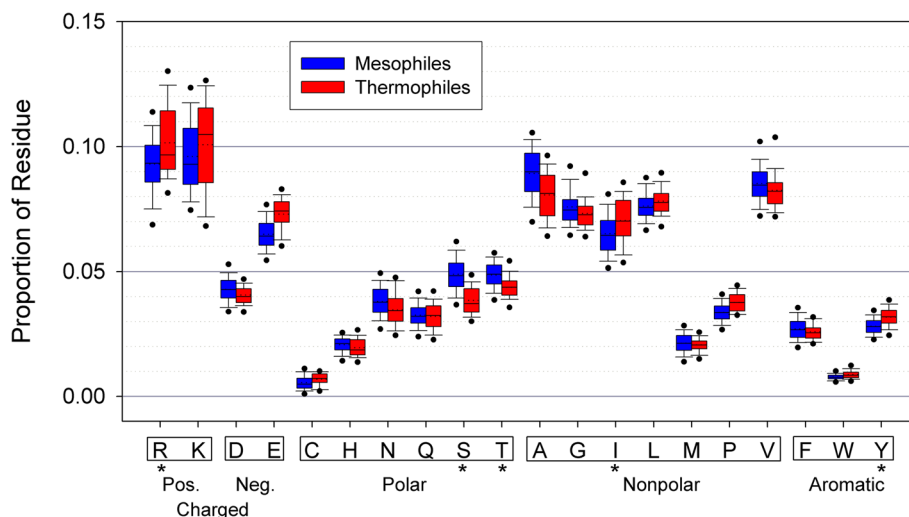 0.15
Mesophiles
Thermophiles
0.10
Proportion of Residue
0.05
0.00
R K D E C H N Q S T A G I L M P V F W Y
* * * * *
Pos. Neg. Polar Nonpolar Aromatic
Charged